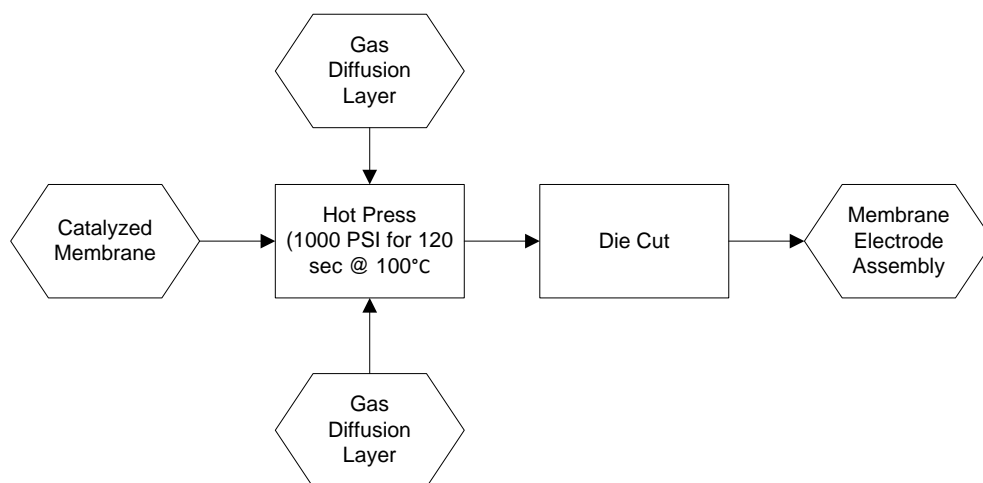 Gas
Diffusion
Layer
Catalyzed
Membrane
Hot Press
(1000 PSI for 120
sec @ 100°C
Die Cut
Membrane
Electrode
Assembly
Gas
Diffusion
Layer